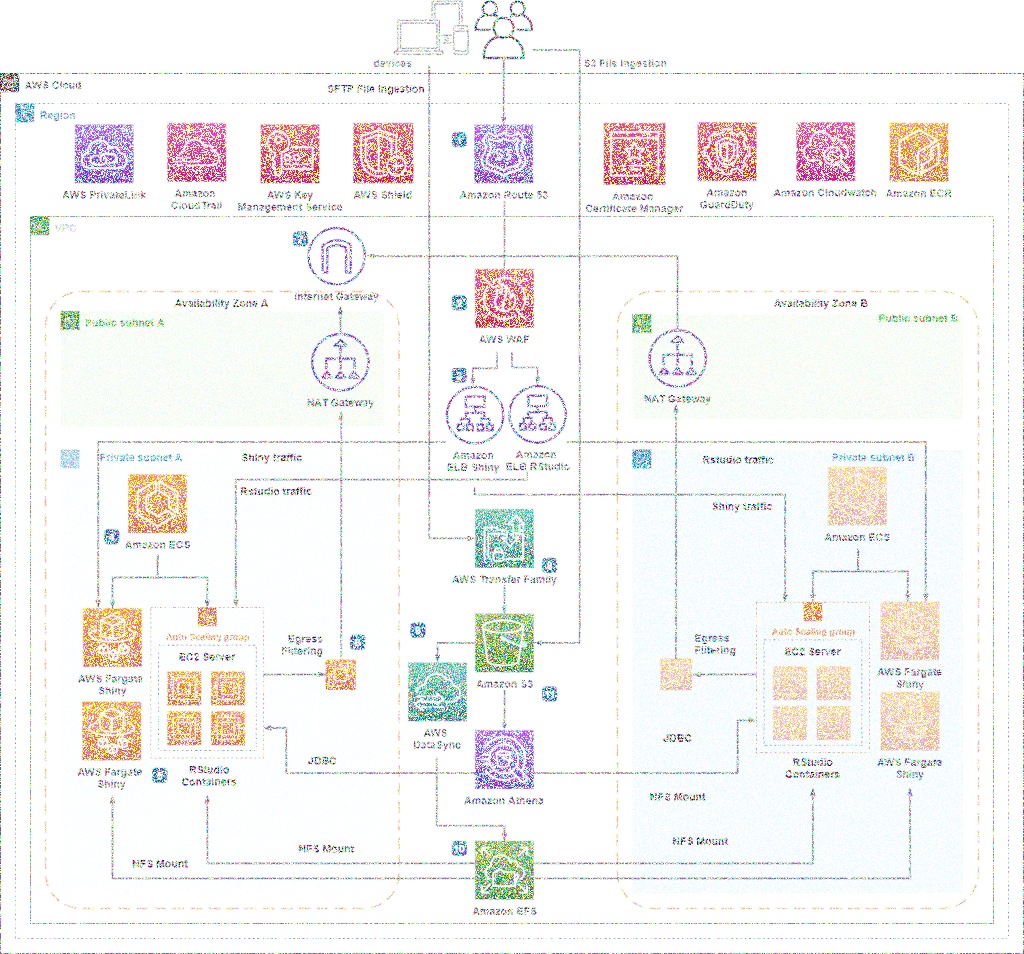 devices
S3 File Ingestion
AWS Cloud
SFTP File Ingestion
Region
AWS PrivateLink
Amazon
CloudTrail
AWS Key
Management Service
AWS Shield
Amazon Route 53
Amazon
Certificate Manager
Amazon
GuardDuty
Amazon Cloudwatch
Amazon ECR
VPC
Internet Gateway
Availability Zone A
Availability Zone B
Public subnet A
Public subnet B
AWS WAF
NAT Gateway
NAT Gateway
Amazon
ELB Shiny
Amazon
ELB RStudio
Private subnet A
Shiny traffic
Rstudio traffic
Private subnet B
Rstudio traffic
Shiny traffic
Amazon ECS
Amazon ECS
AWS Transfer Family
Auto Scaling group
EC2 Server
Egress
Filtering
Egress
Filtering
Auto Scaling group
EC2 Server
AWS Fargate
Shiny
Amazon S3
AWS Fargate
Shiny
AWS
DataSync
JDBC
JDBC
AWS Fargate
Shiny
RStudio
Containers
RStudio
Containers
AWS Fargate
Shiny
Amazon Athena
NFS Mount
NFS Mount
NFS Mount
NFS Mount
Amazon EFS